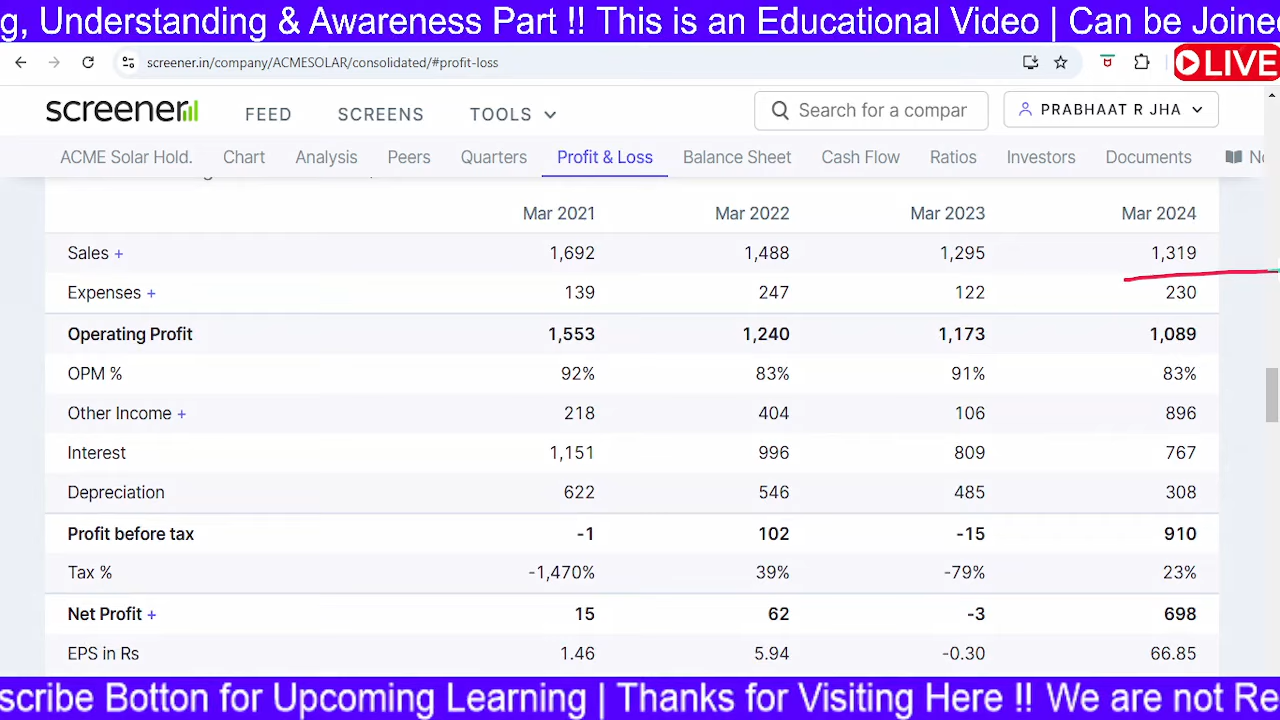 g, Understanding & Awareness Part !! This is an Educational Video | Can be Joined
screener.in/company/ACMESOLAR/consolidated/#profit-loss
LIVE
screener FEED SCREENS TOOLS Search for a compar PRABHAAT R JHA
ACME Solar Hold. Chart Analysis Peers Quarters Profit & Loss Balance Sheet Cash Flow Ratios Investors Documents No
Mar 2021 Mar 2022 Mar 2023 Mar 2024
Sales + 1,692 1,488 1,295 1,319
Expenses + 139 247 122 230
Operating Profit 1,553 1,240 1,173 1,089
OPM % 92% 83% 91% 83%
Other Income + 218 404 106 896
Interest 1,151 996 809 767
Depreciation 622 546 485 308
Profit before tax -1 102 -15 910
Tax % -1,470% 39% -79% 23%
Net Profit + 15 62 -3 698
EPS in Rs 1.46 5.94 -0.30 66.85
scribe Botton for Upcoming Learning | Thanks for Visiting Here !! We are not Re